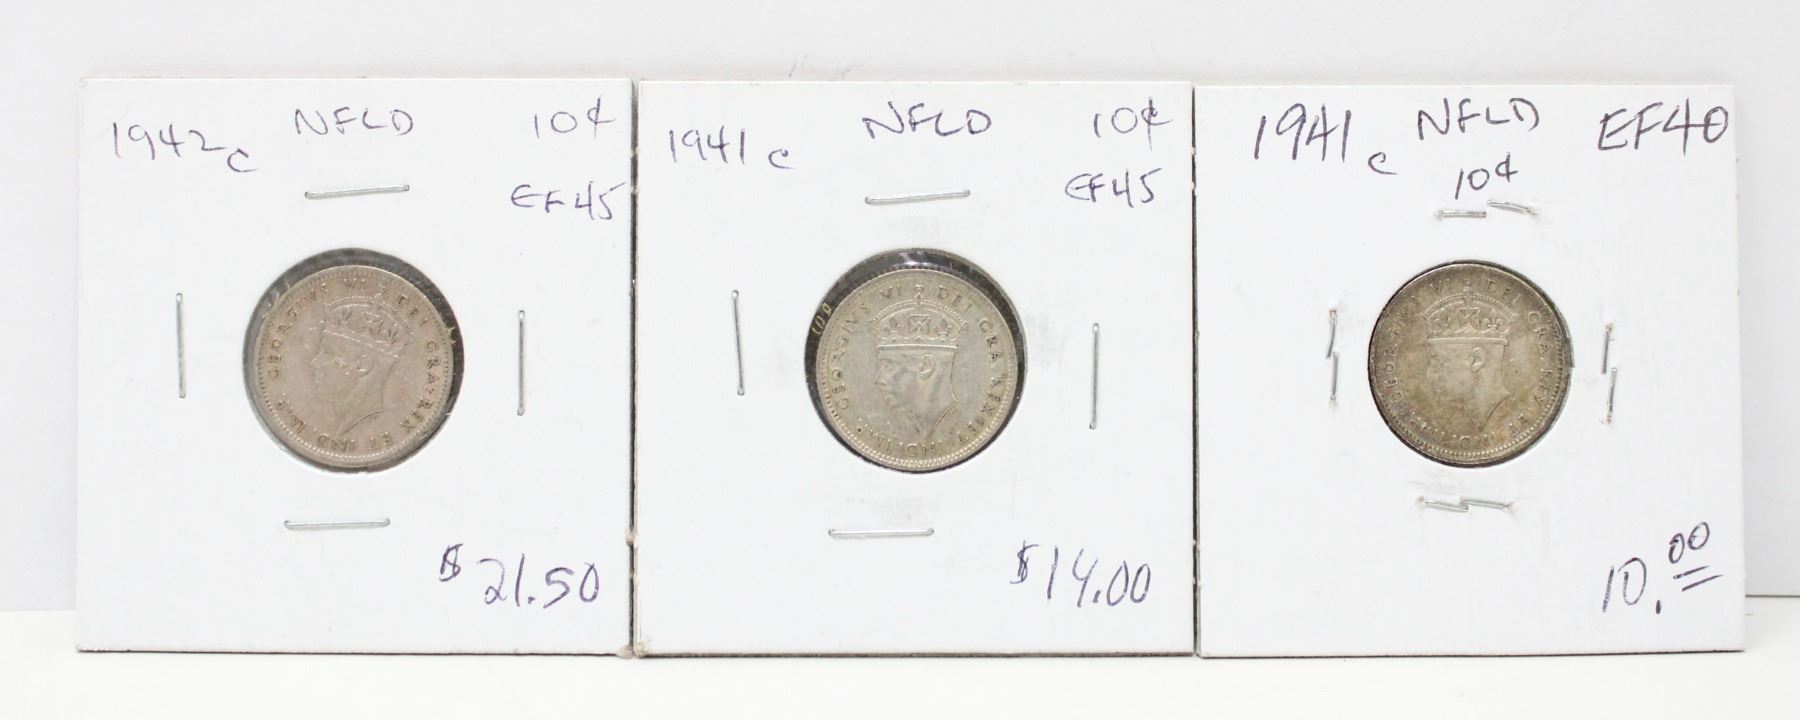 1942c NFLD 10¢
EF45
GEORGIVS VI DEI GRA: REX ET IND IMP
$21.50
1941c NFLD 10¢
EF45
GEORGIVS VI DEI GRA REX ET IND IMP
$14.00
1941c NFLD EF40
10¢
GEORGIVS VI DEI GRA REX ET IND IMP
10.00